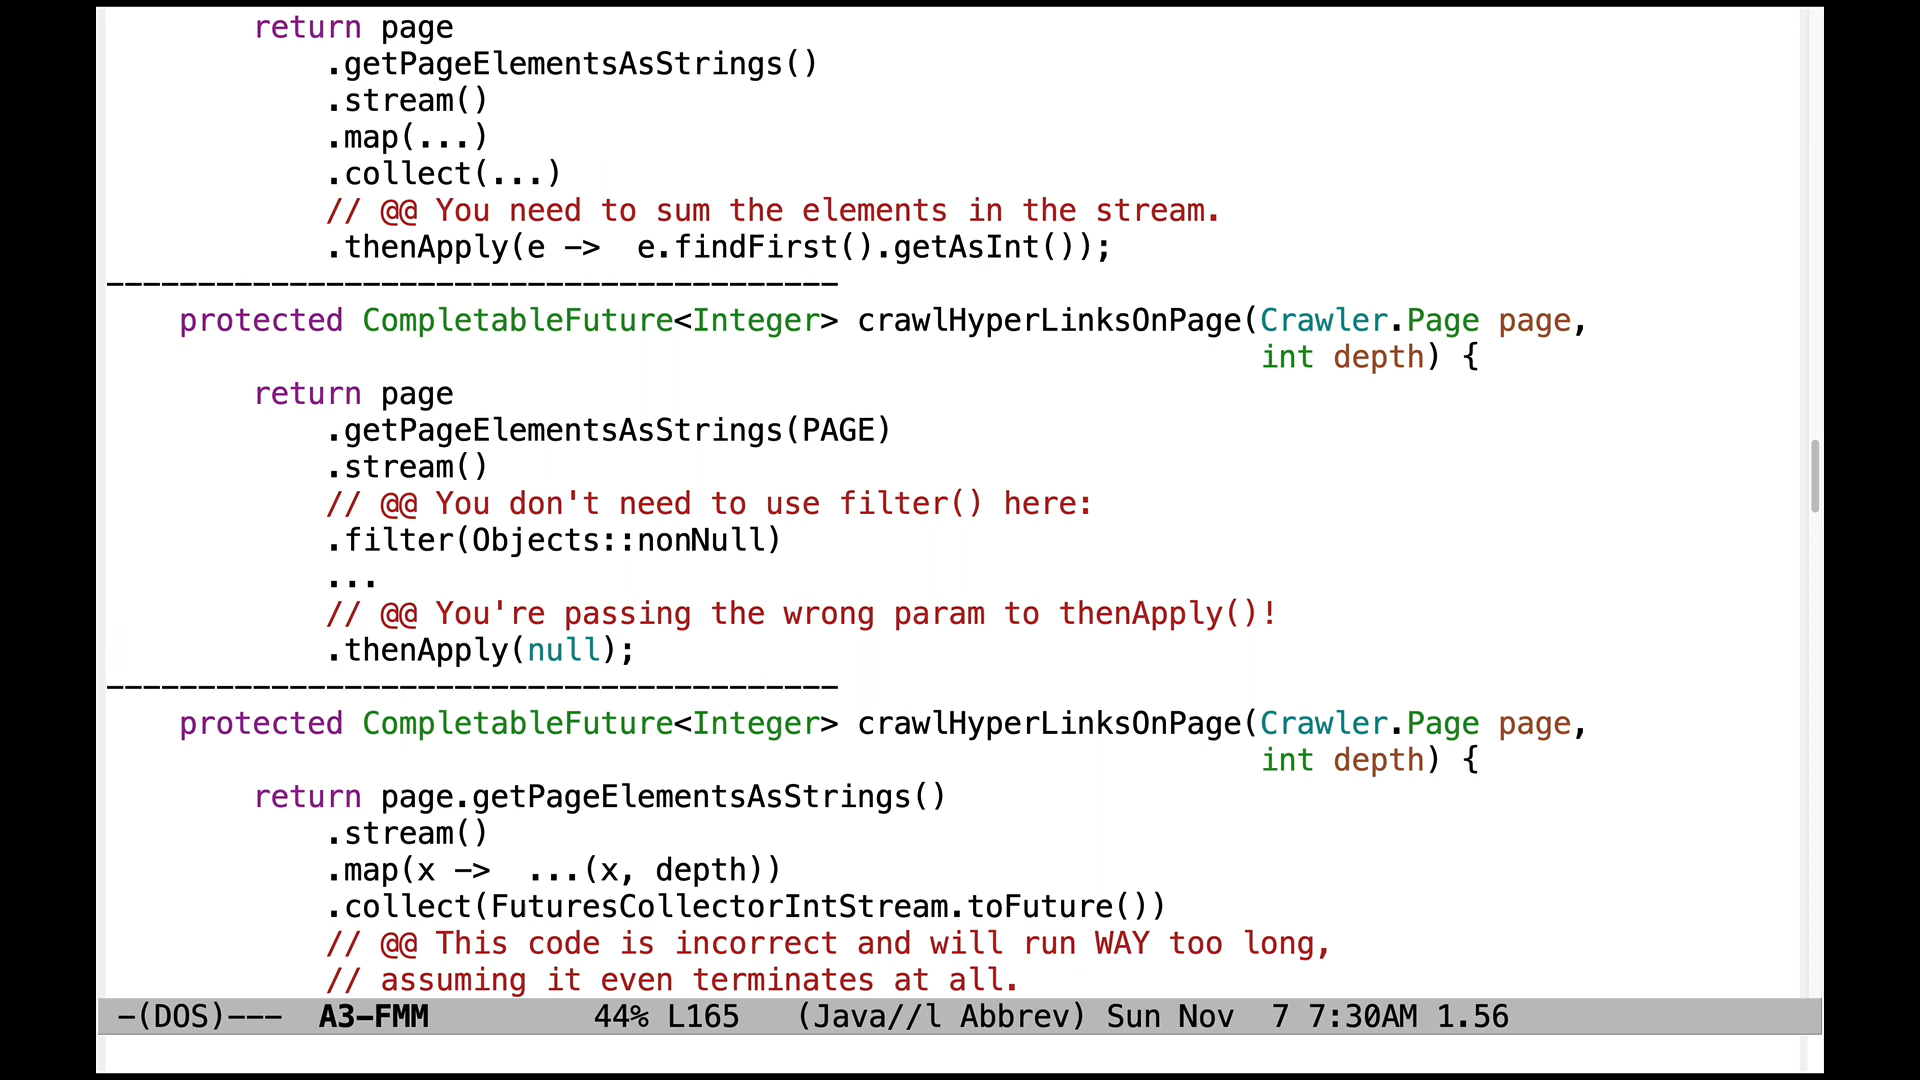 return page
.getPageElementsAsStrings()
.stream()
.map(...)
.collect(...)
// @@ You need to sum the elements in the stream.
.thenApply(e ->  e.findFirst().getAsInt());
----------------------------------------
protected CompletableFuture<Integer> crawlHyperLinksOnPage(Crawler.Page page,
int depth) {
return page
.getPageElementsAsStrings(PAGE)
.stream()
// @@ You don't need to use filter() here:
.filter(Objects::nonNull)
...
// @@ You're passing the wrong param to thenApply()!
.thenApply(null);
----------------------------------------
protected CompletableFuture<Integer> crawlHyperLinksOnPage(Crawler.Page page,
int depth) {
return page.getPageElementsAsStrings()
.stream()
.map(x ->  ...(x, depth))
.collect(FuturesCollectorIntStream.toFuture())
// @@ This code is incorrect and will run WAY too long,
// assuming it even terminates at all.
-(DOS)---  A3-FMM         44% L165   (Java//l Abbrev) Sun Nov  7 7:30AM 1.56